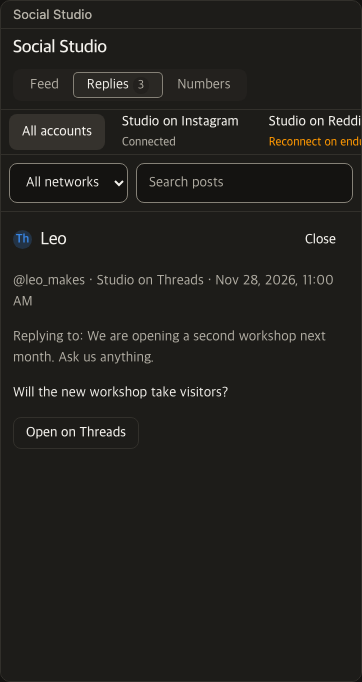 Social Studio
Social Studio
Feed
Replies 3
Numbers
All accounts
Studio on Instagram
Connected
Studio on Reddi
Reconnect on
All networks
Search posts
Th Leo
Close
@leo_makes · Studio on Threads · Nov 28, 2026, 11:00
AM
Replying to: We are opening a second workshop next
month. Ask us anything.
Will the new workshop take visitors?
Open on Threads